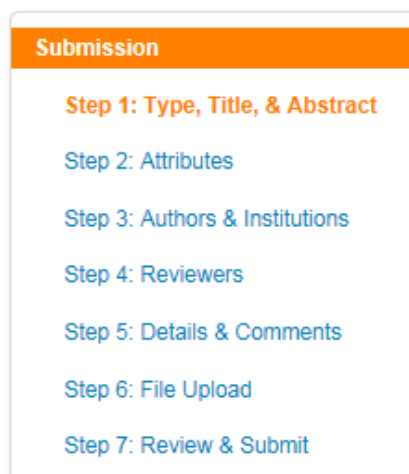 Submission
Step 1: Type, Title, & Abstract
Step 2: Attributes
Step 3: Authors & Institutions
Step 4: Reviewers
Step 5: Details & Comments
Step 6: File Upload
Step 7: Review & Submit